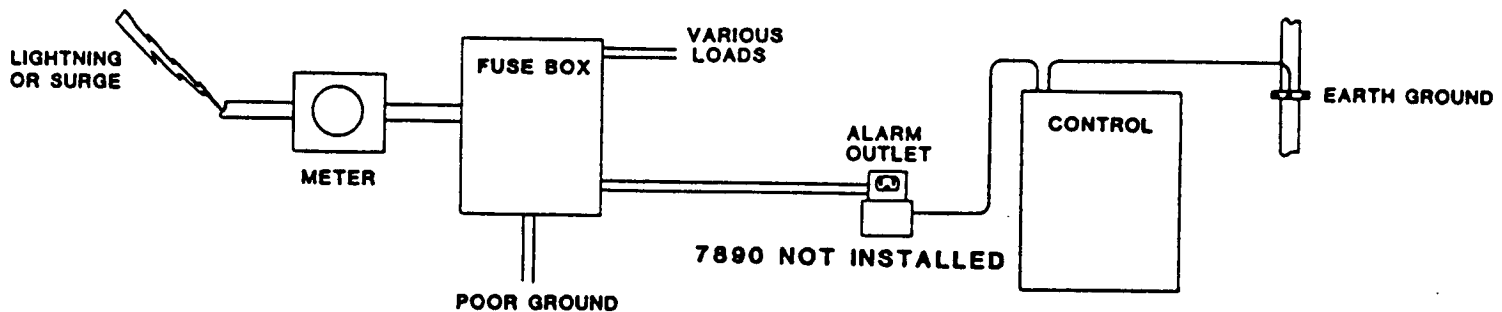 LIGHTNING
OR SURGE
METER
FUSE BOX
VARIOUS
LOADS
POOR GROUND
ALARM
OUTLET
7890 NOT INSTALLED
CONTROL
EARTH GROUND